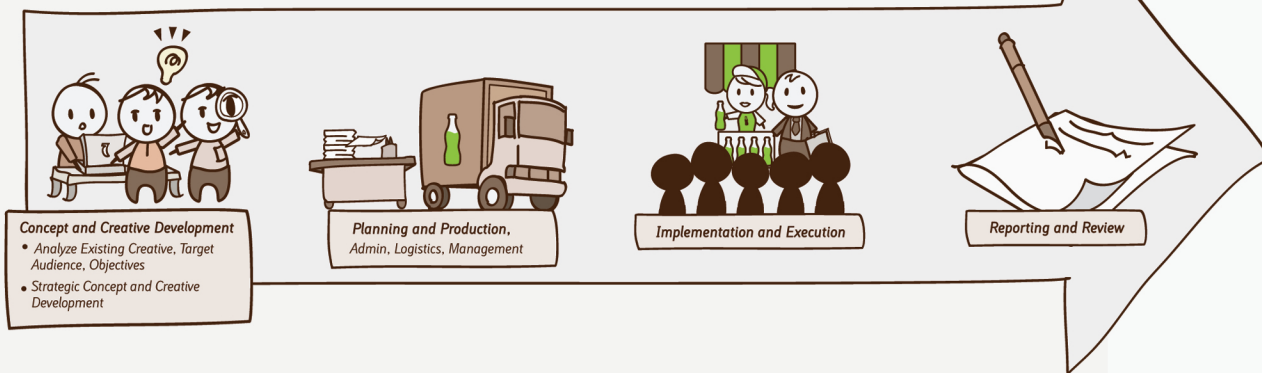 Concept and Creative Development
• Analyze Existing Creative, Target
Audience, Objectives
• Strategic Concept and Creative
Development
Planning and Production,
Admin, Logistics, Management
Implementation and Execution
Reporting and Review